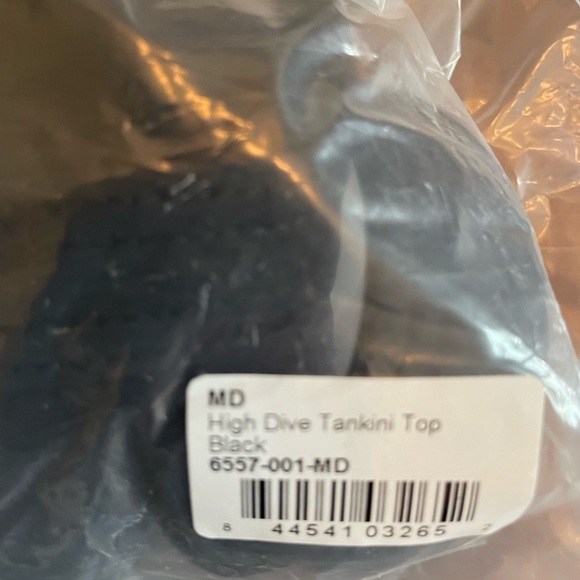 MD
High Dive Tankini Top
Black
6557-001-MD
8 44541 03265 2